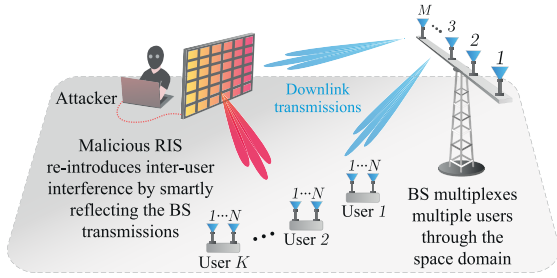 M ... 3 2 1
Downlink
transmissions
Attacker
Malicious RIS
re-introduces inter-user
interference by smartly
reflecting the BS
transmissions
1...N
User 1
1...N
User 2
...
1...N
User K
BS multiplexes
multiple users
through the
space domain